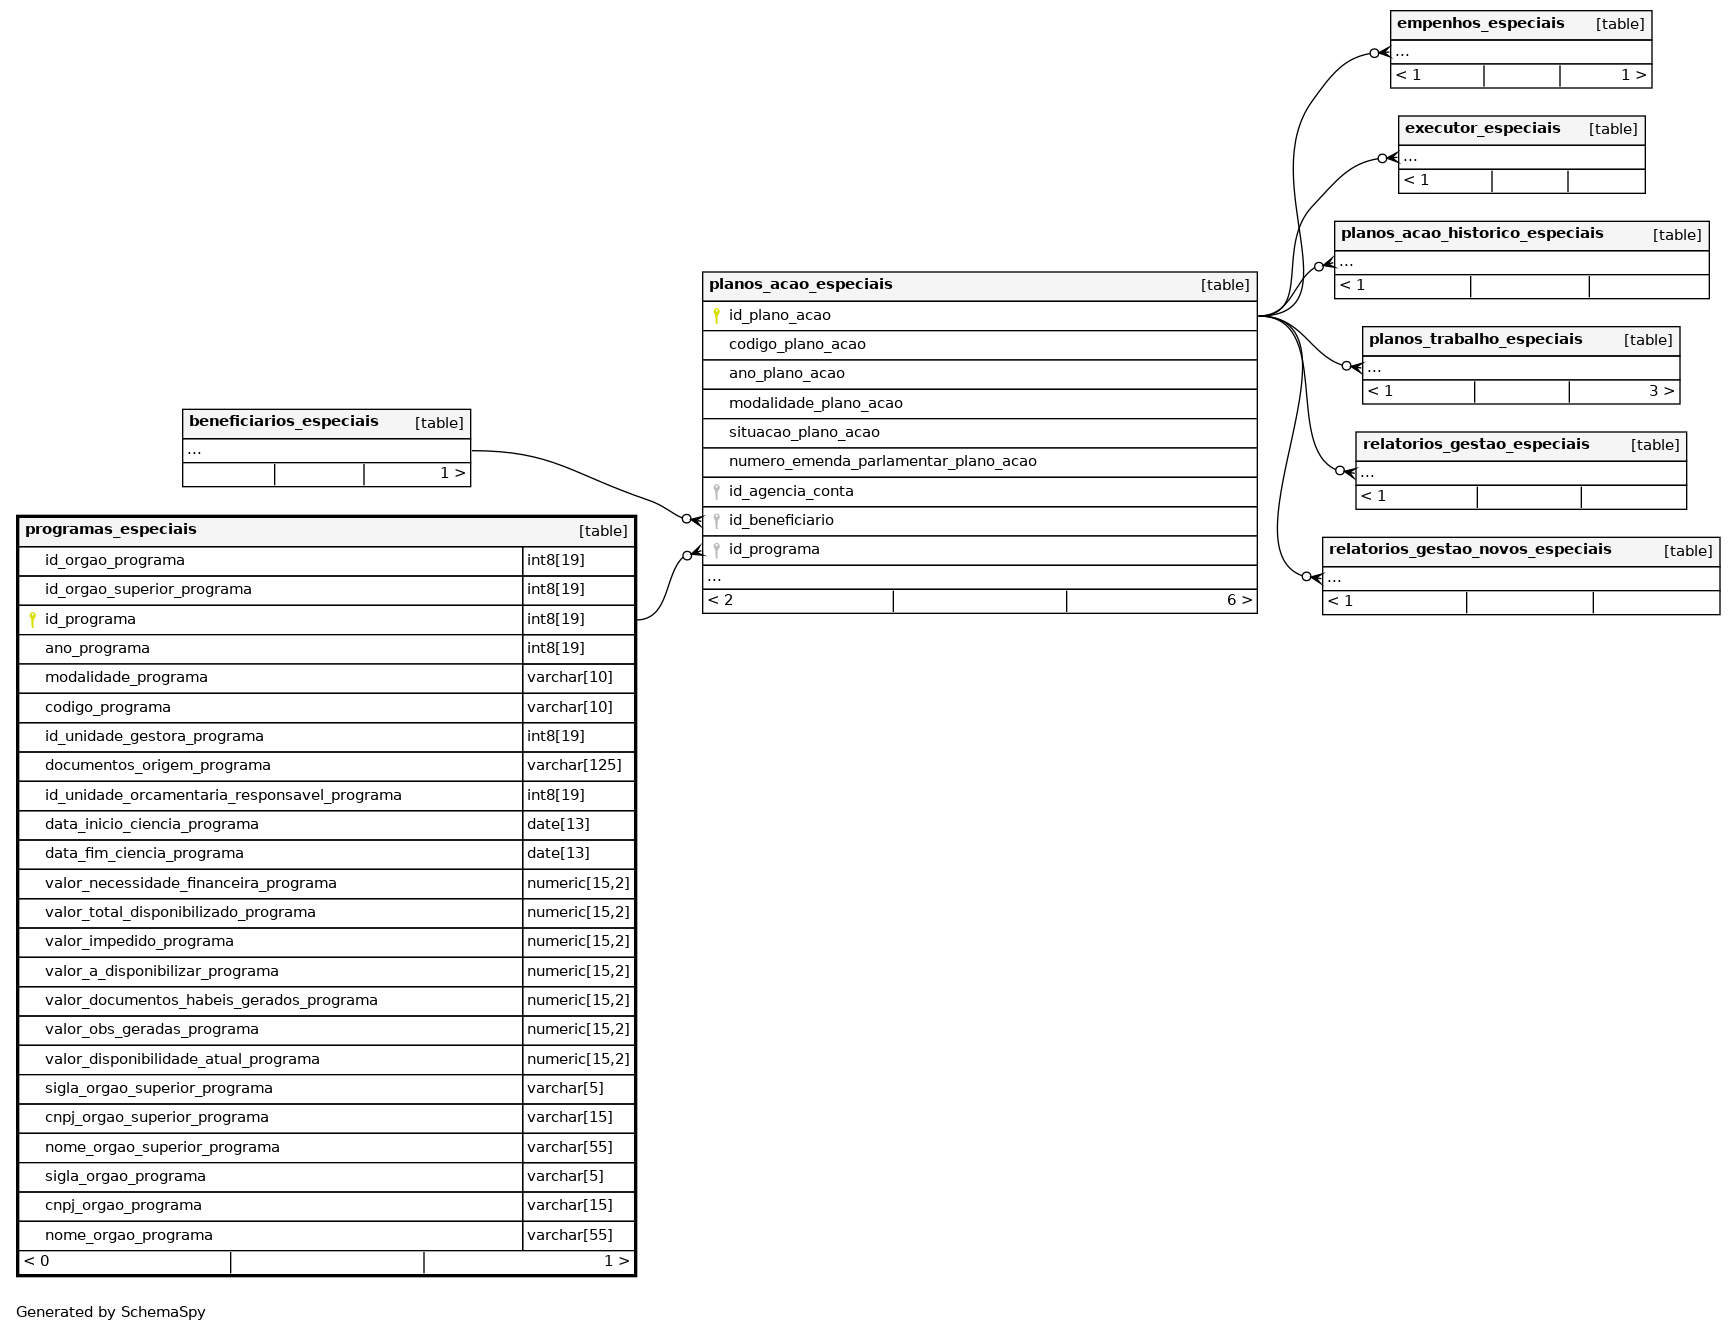 empenhos_especiais [table]
...
< 1 1 >
executor_especiais [table]
...
< 1
planos_acao_historico_especiais [table]
...
< 1
planos_trabalho_especiais [table]
...
< 1 3 >
relatorios_gestao_especiais [table]
...
< 1
relatorios_gestao_novos_especiais [table]
...
< 1
planos_acao_especiais [table]
id_plano_acao
codigo_plano_acao
ano_plano_acao
modalidade_plano_acao
situacao_plano_acao
numero_emenda_parlamentar_plano_acao
id_agencia_conta
id_beneficiario
id_programa
...
< 2 6 >
beneficiarios_especiais [table]
...
1 >
programas_especiais [table]
id_orgao_programa int8[19]
id_orgao_superior_programa int8[19]
id_programa int8[19]
ano_programa int8[19]
modalidade_programa varchar[10]
codigo_programa varchar[10]
id_unidade_gestora_programa int8[19]
documentos_origem_programa varchar[125]
id_unidade_orcamentaria_responsavel_programa int8[19]
data_inicio_ciencia_programa date[13]
data_fim_ciencia_programa date[13]
valor_necessidade_financeira_programa numeric[15,2]
valor_total_disponibilizado_programa numeric[15,2]
valor_impedido_programa numeric[15,2]
valor_a_disponibilizar_programa numeric[15,2]
valor_documentos_habeis_gerados_programa numeric[15,2]
valor_obs_geradas_programa numeric[15,2]
valor_disponibilidade_atual_programa numeric[15,2]
sigla_orgao_superior_programa varchar[5]
cnpj_orgao_superior_programa varchar[15]
nome_orgao_superior_programa varchar[55]
sigla_orgao_programa varchar[5]
cnpj_orgao_programa varchar[15]
nome_orgao_programa varchar[55]
< 0 1 >
Generated by SchemaSpy